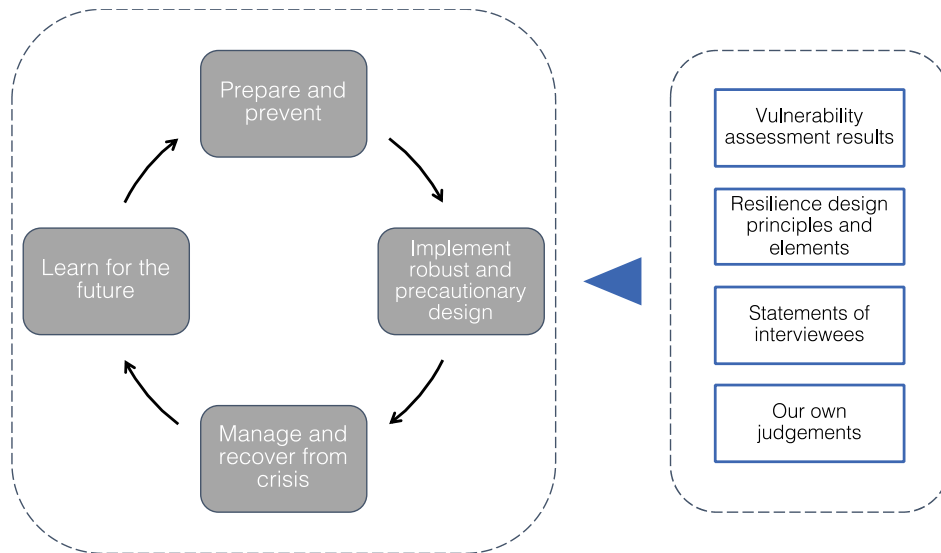 Prepare and
prevent
Implement
robust and
precautionary
design
Manage and
recover from
crisis
Learn for the
future
Vulnerability
assessment results
Resilience design
principles and
elements
Statements of
interviewees
Our own
judgements